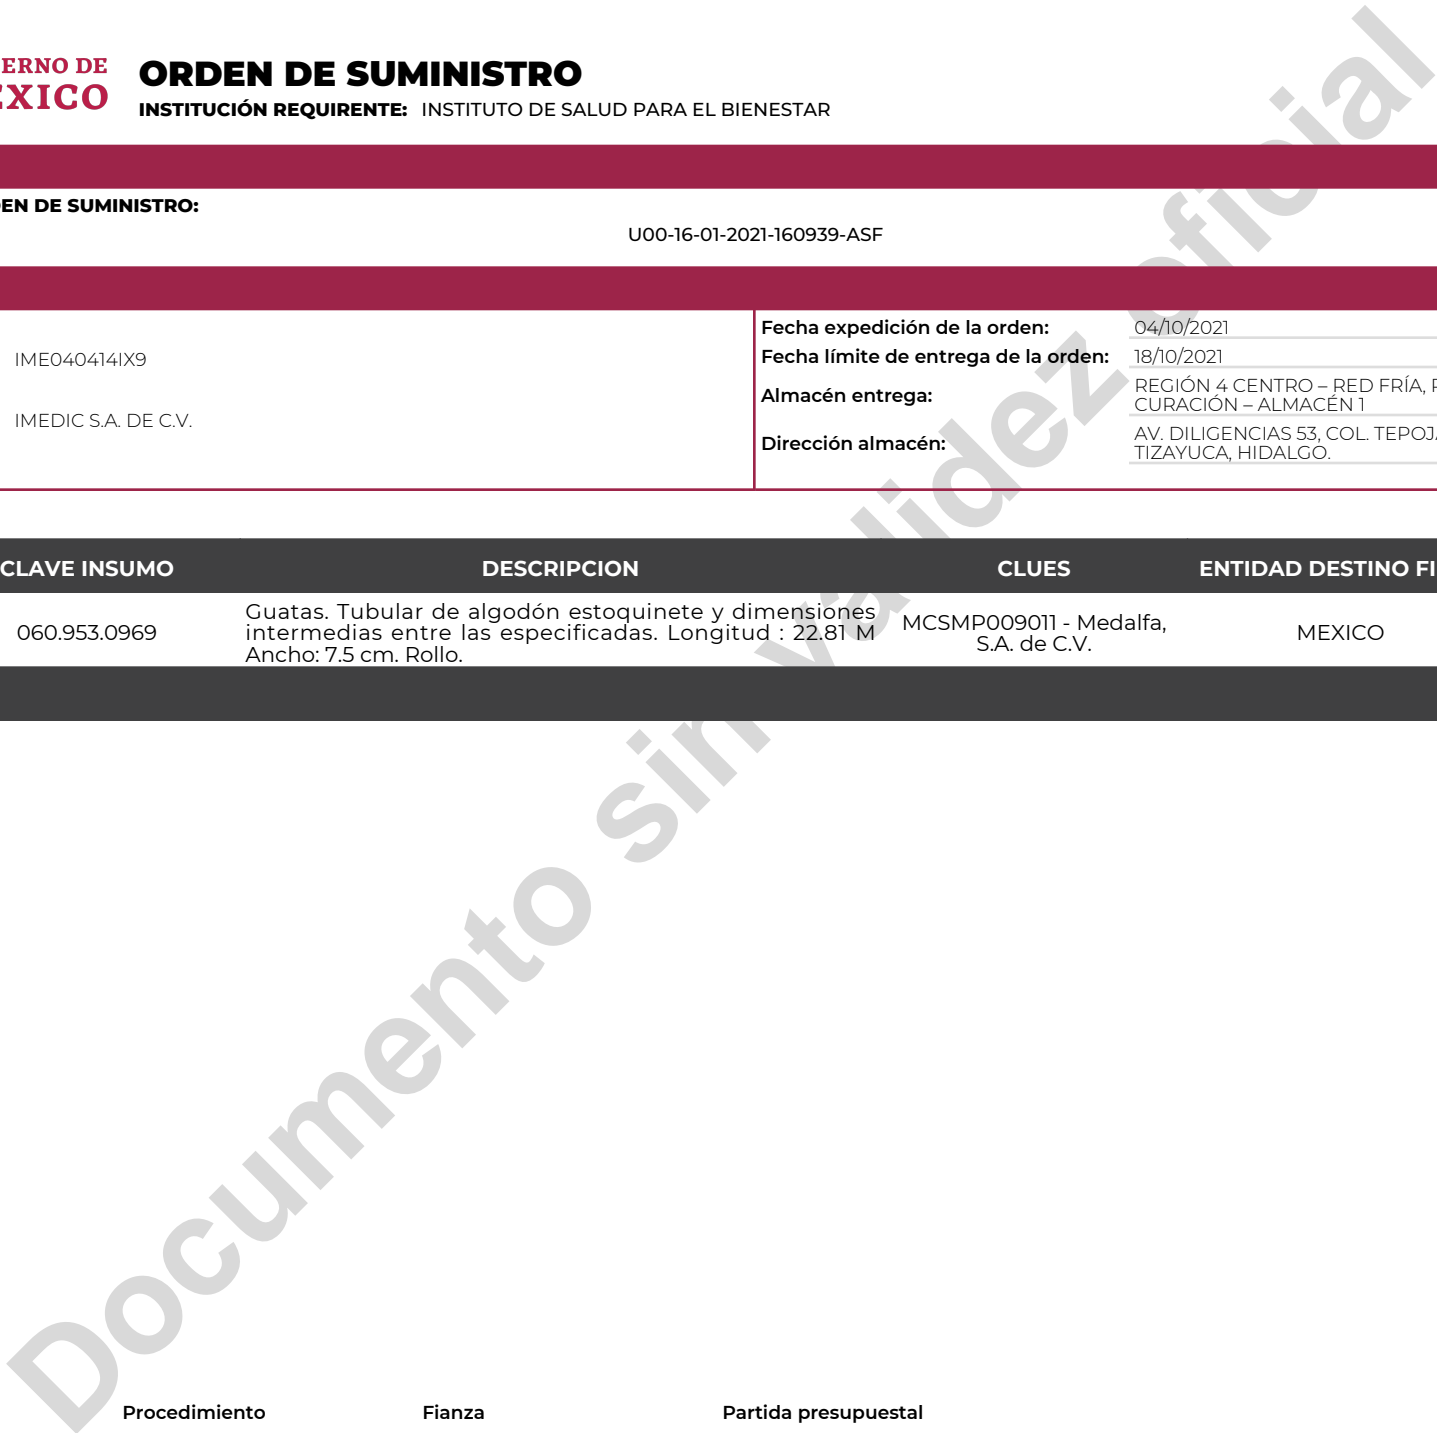 ERNO DE
EXICO
ORDEN DE SUMINISTRO
INSTITUCIÓN REQUIRENTE: INSTITUTO DE SALUD PARA EL BIENESTAR
EN DE SUMINISTRO:
U00-16-01-2021-160939-ASF
IME040414IX9
IMEDIC S.A. DE C.V.
Fecha expedición de la orden: 04/10/2021
Fecha límite de entrega de la orden: 18/10/2021
Almacén entrega: REGIÓN 4 CENTRO – RED FRÍA,
CURACIÓN – ALMACÉN 1
Dirección almacén: AV. DILIGENCIAS 53, COL. TEPOJ
TIZAYUCA, HIDALGO.
CLAVE INSUMO DESCRIPCION CLUES ENTIDAD DESTINO FI
060.953.0969
Guatas. Tubular de algodón estoquinete y dimensiones
intermedias entre las especificadas. Longitud : 22.81 M
Ancho: 7.5 cm. Rollo.
MCSMP009011 - Medalfa,
S.A. de C.V.
MEXICO
Documento sin validez oficial
Procedimiento Fianza Partida presupuestal